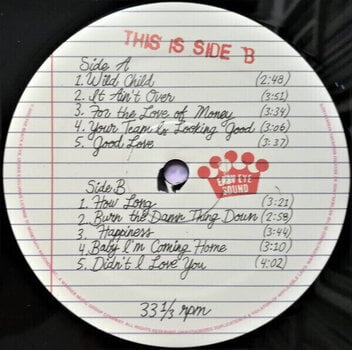 THIS IS SIDE B
Side A
1. Wild Child (2:48)
2. It Ain't Over (3:51)
3. For the Love of Money (3:34)
4. Your Team Is Looking Good (3:06)
5. Good Love (3:37)
EASY EYE
SOUND
Side B
1. How Long (3:21)
2. Burn the Damn Thing Down (2:58)
3. Happiness (3:44)
4. Baby I'm Coming Home (3:10)
5. Didn't I Love You (4:02)
33 1/3 rpm